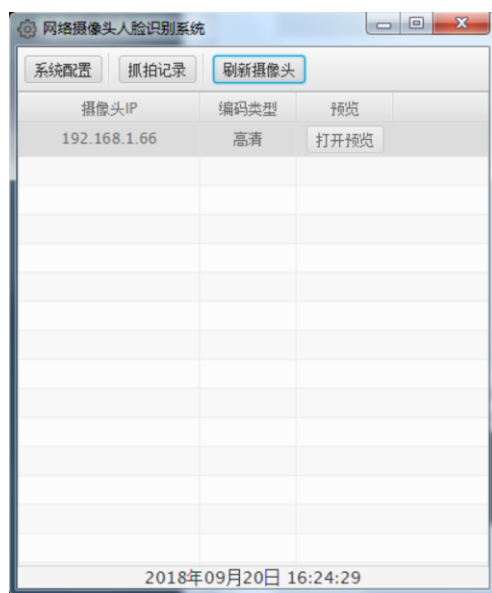 网络摄像头人脸识别系统
系统配置 抓拍记录 刷新摄像头
摄像头IP 编码类型 预览
192.168.1.66 高清 打开预览
2018年09月20日 16:24:29